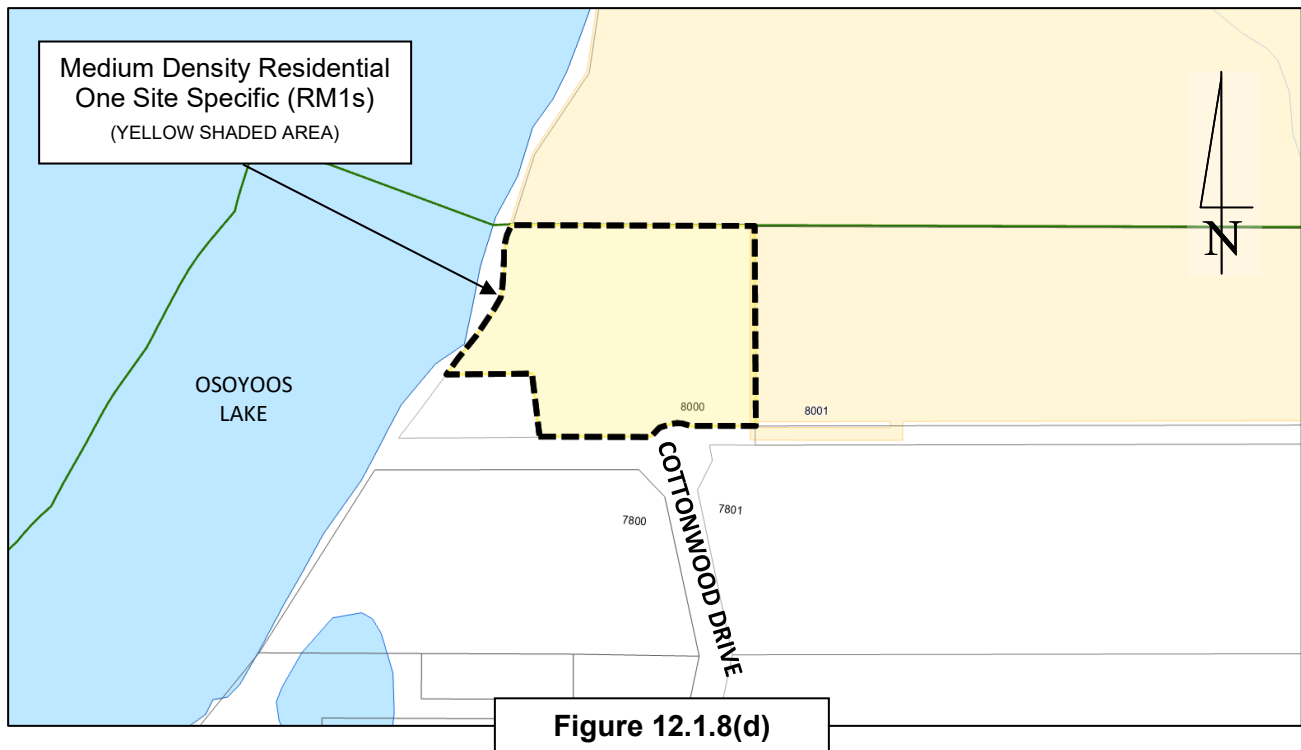 Medium Density Residential
One Site Specific (RM1s)
(YELLOW SHADED AREA)
N
OSOYOOS
LAKE
8000
8001
7800
7801
COTTONWOOD DRIVE
Figure 12.1.8(d)